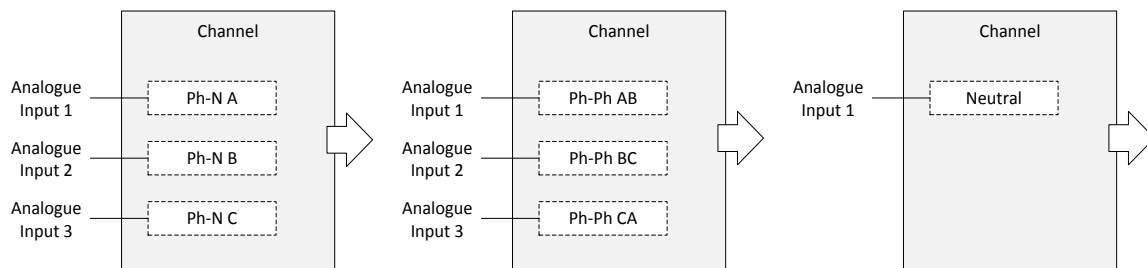 Channel
Analogue
Input 1
Ph-N A
Analogue
Input 2
Ph-N B
Analogue
Input 3
Ph-N C
Channel
Analogue
Input 1
Ph-Ph AB
Analogue
Input 2
Ph-Ph BC
Analogue
Input 3
Ph-Ph CA
Channel
Analogue
Input 1
Neutral